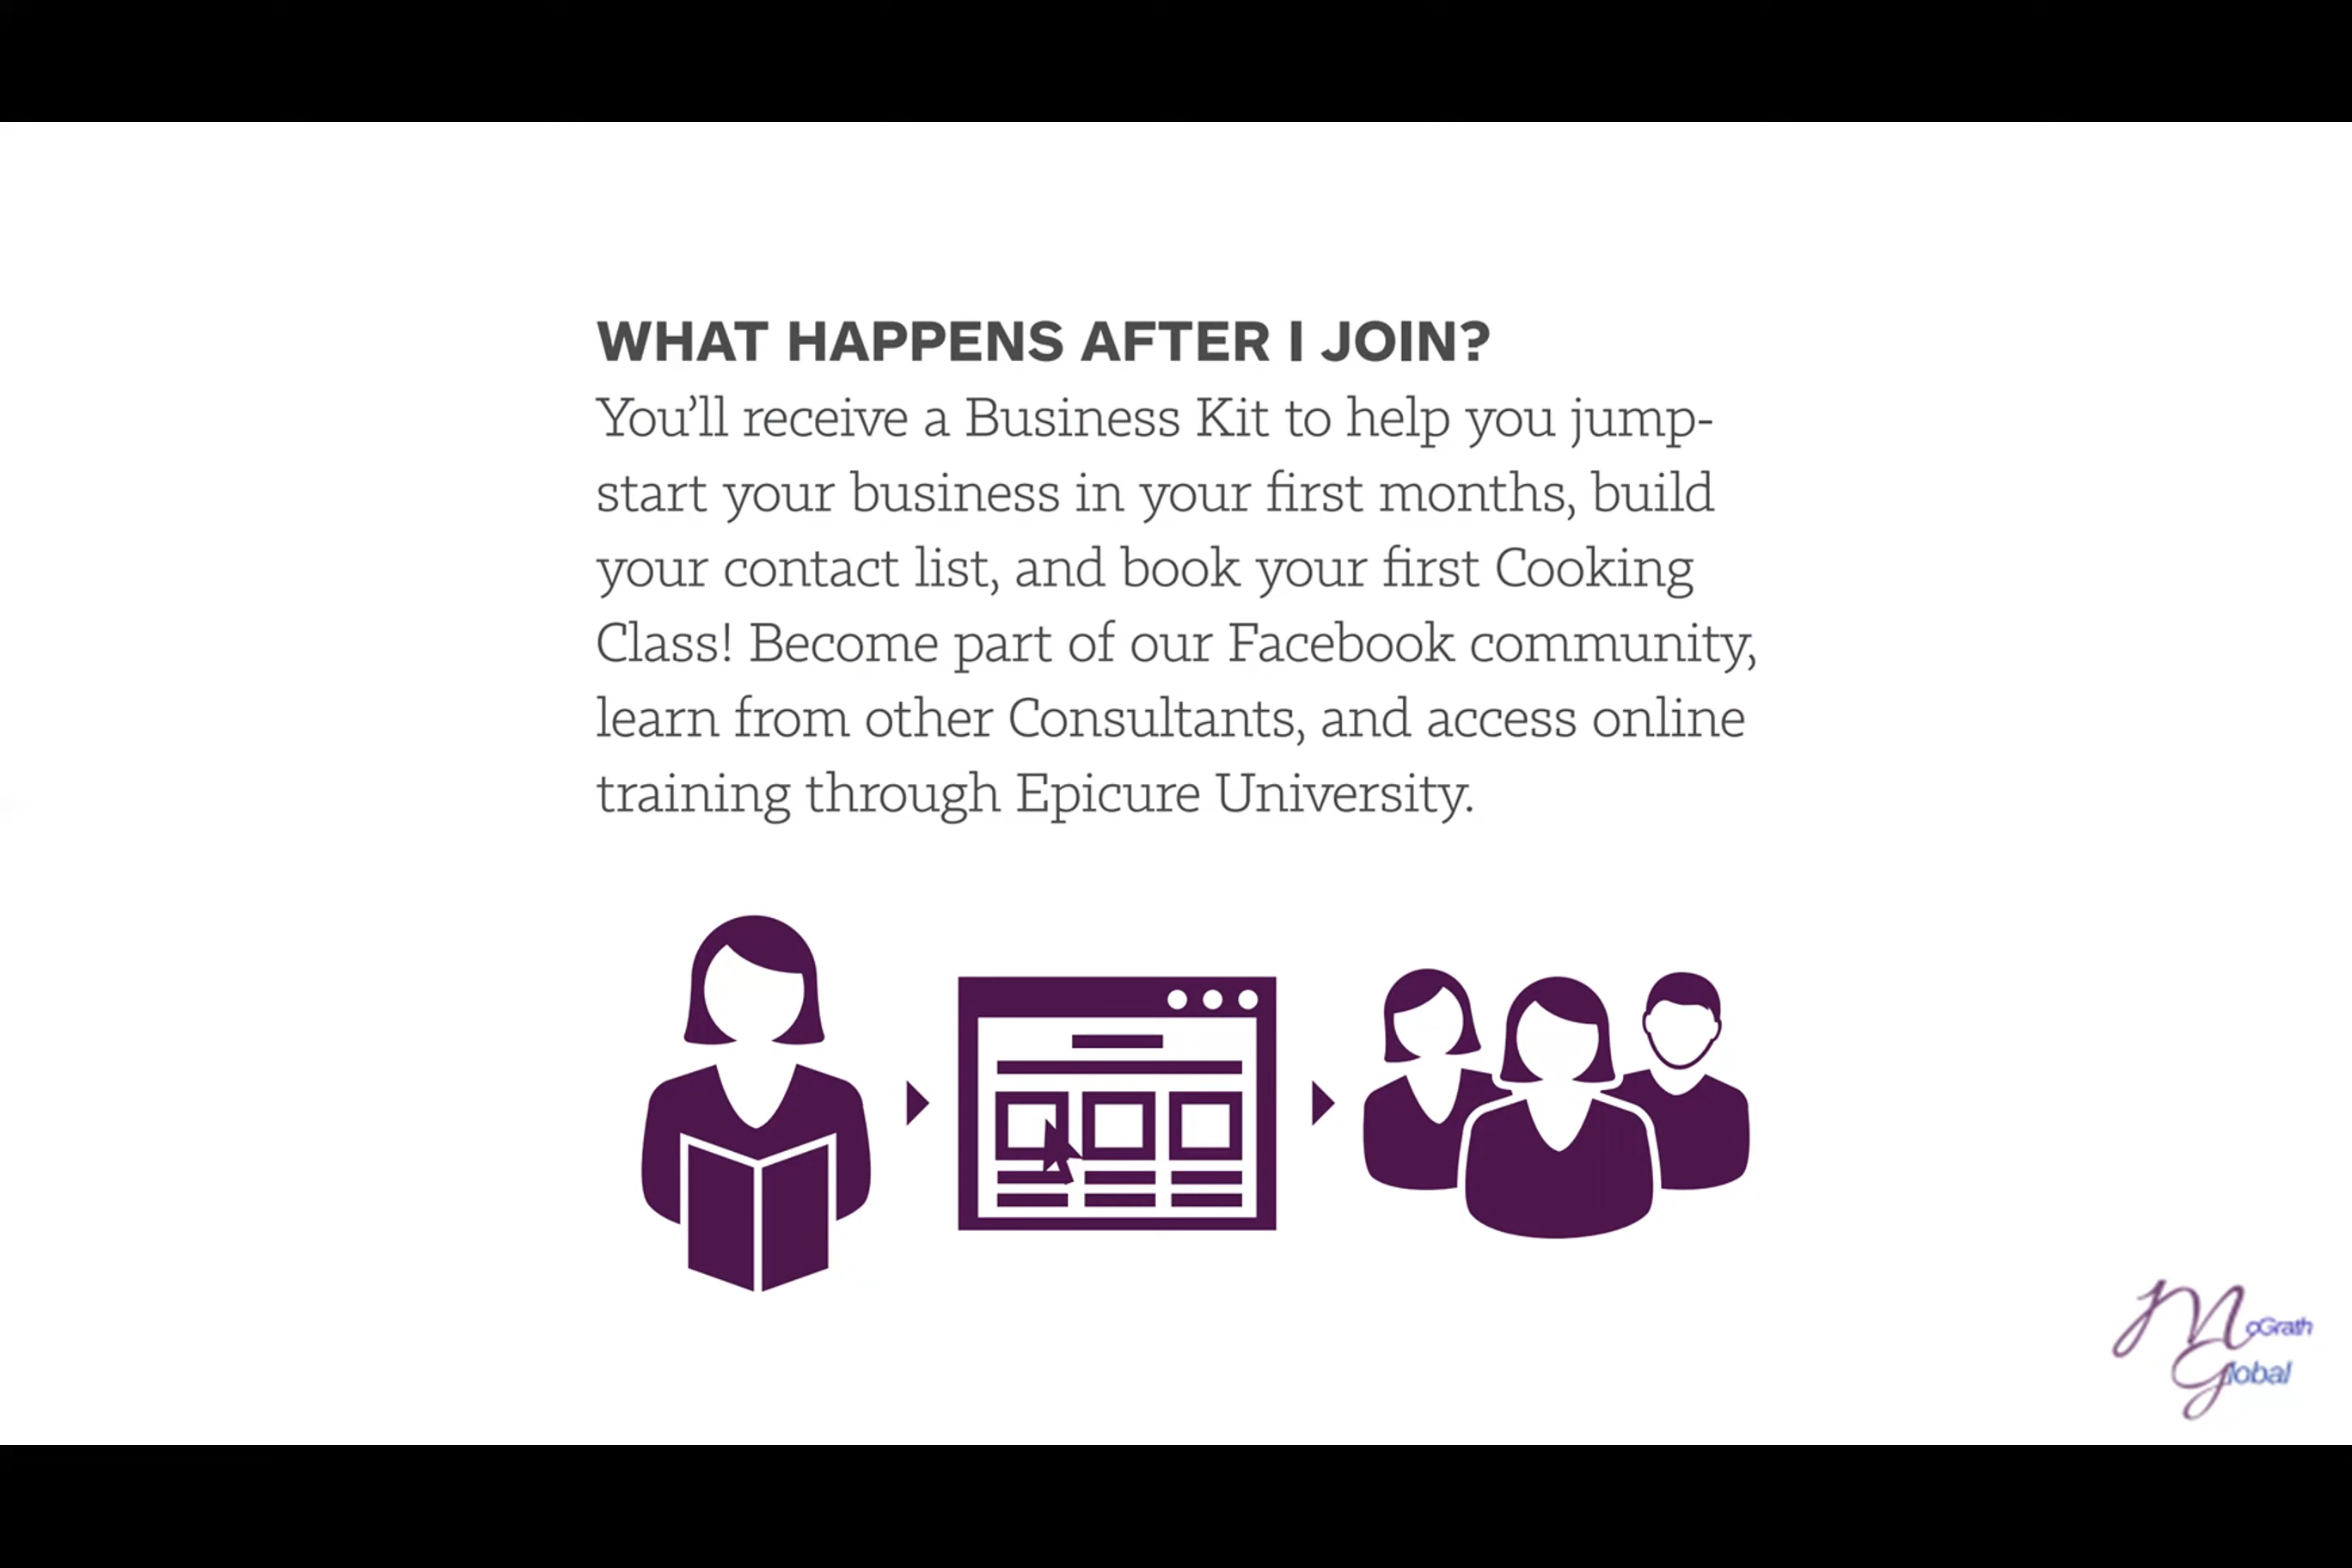 WHAT HAPPENS AFTER I JOIN?
You’ll receive a Business Kit to help you jump-
start your business in your first months, build
your contact list, and book your first Cooking
Class! Become part of our Facebook community,
learn from other Consultants, and access online
training through Epicure University.
McGrath
Global